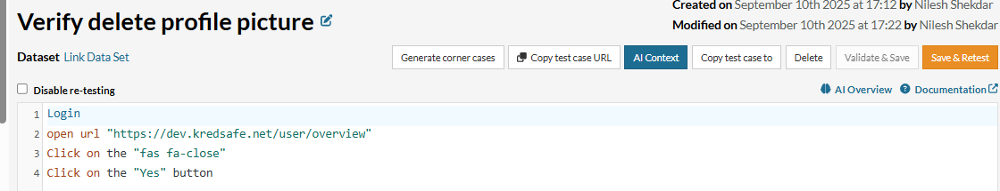 Verify delete profile picture
Created on September 10th 2025 at 17:12 by Nilesh Shekdar
Modified on September 10th 2025 at 17:22 by Nilesh Shekdar
Dataset Link Data Set
Generate corner cases Copy test case URL AI Context Copy test case to Delete Validate & Save Save & Retest
Disable re-testing AI Overview Documentation
1 Login
2 open url "https://dev.kredsafe.net/user/overview"
3 Click on the "fas fa-close"
4 Click on the "Yes" button